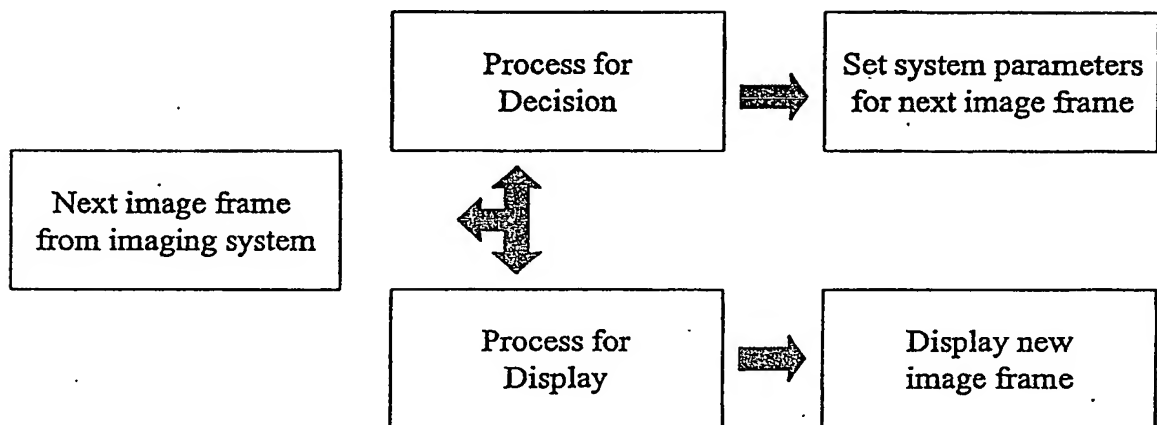 Process for
Decision
Set system parameters
for next image frame
Next image frame
from imaging system
Process for
Display
Display new
image frame